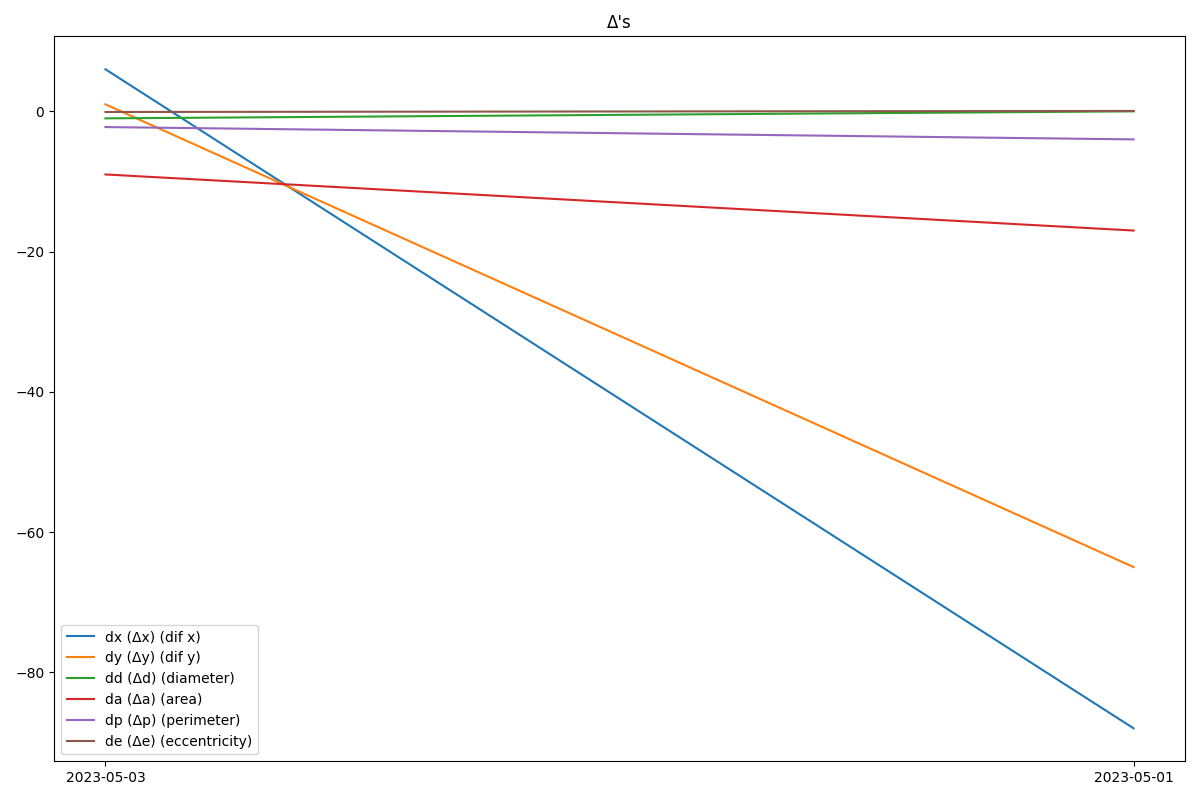 Δ's
0
−20
−40
−60
−80
dx (Δx) (dif x)
dy (Δy) (dif y)
dd (Δd) (diameter)
da (Δa) (area)
dp (Δp) (perimeter)
de (Δe) (eccentricity)
2023-05-03
2023-05-01